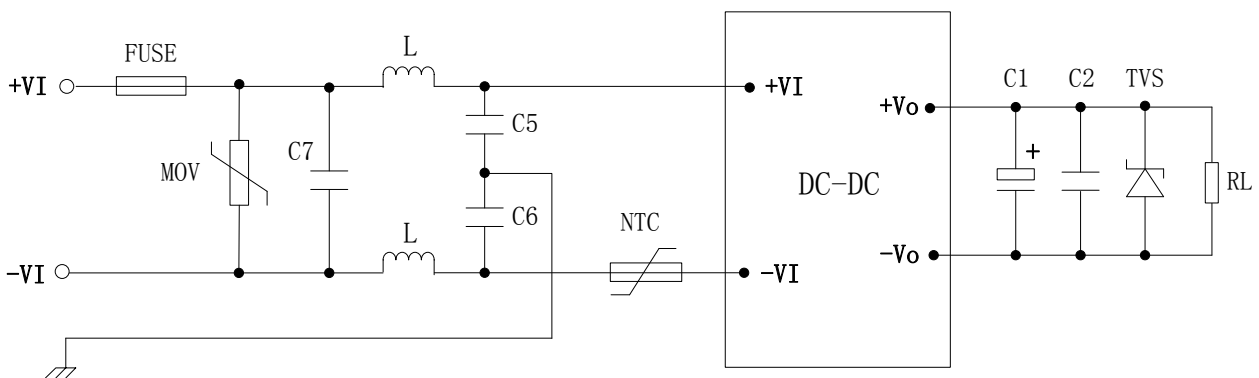 FUSE
L
+VI
C5
C7
MOV
C6
L
-VI
NTC
+VI
DC-DC
-VI
+Vo
-Vo
C1
C2
TVS
+
RL